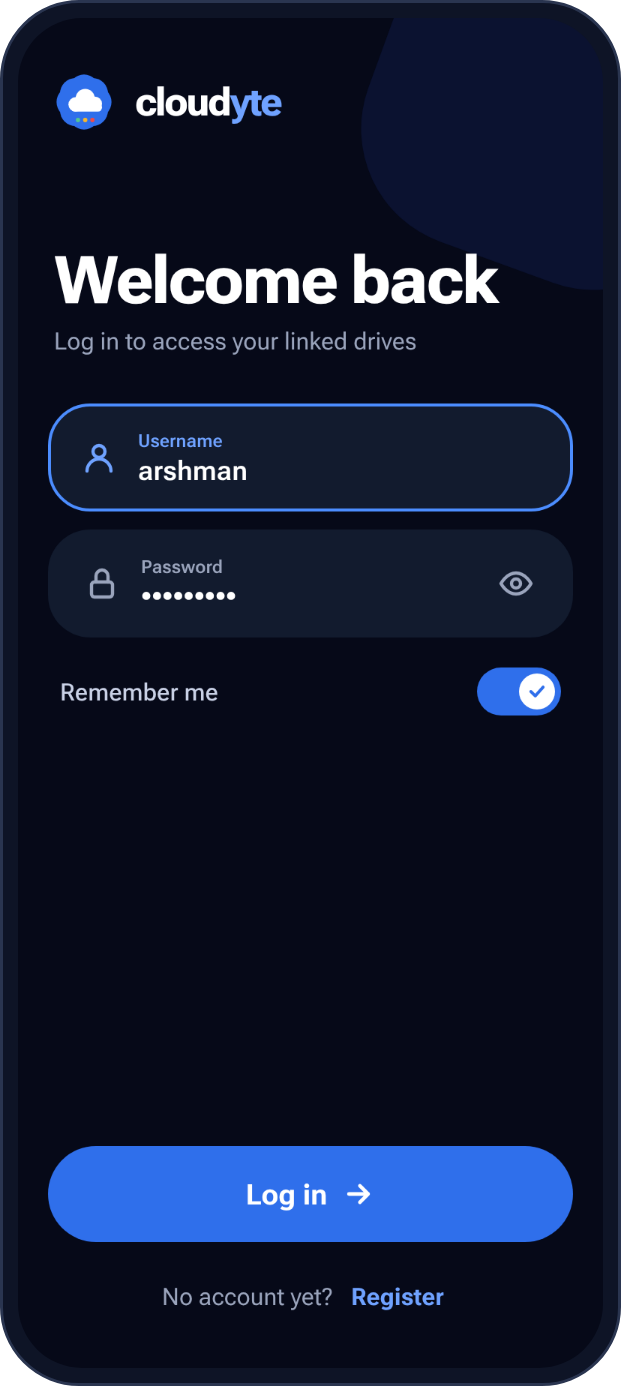 cloudyte
Welcome back
Log in to access your linked drives
Username
arshman
Password
•••••••••
Remember me
Log in →
No account yet? Register